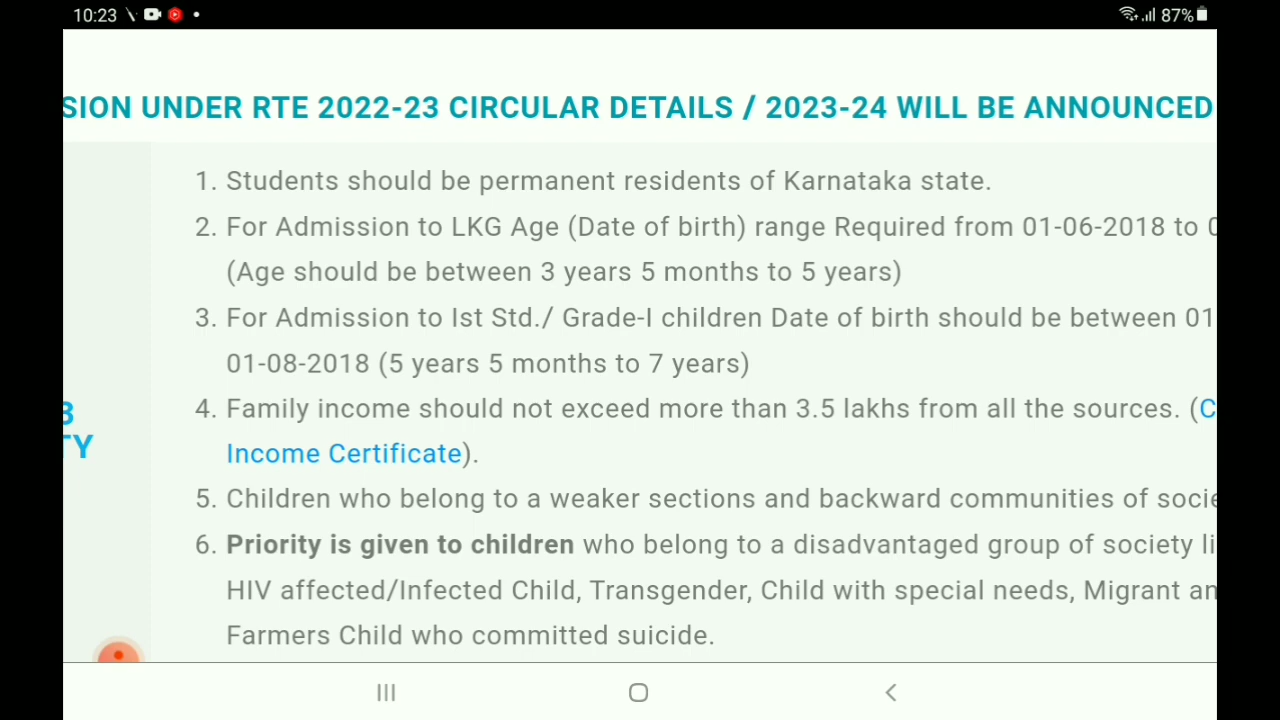 10:23
87%
SION UNDER RTE 2022-23 CIRCULAR DETAILS / 2023-24 WILL BE ANNOUNCED
1. Students should be permanent residents of Karnataka state.
2. For Admission to LKG Age (Date of birth) range Required from 01-06-2018 to
(Age should be between 3 years 5 months to 5 years)
3. For Admission to Ist Std./ Grade-I children Date of birth should be between 01
01-08-2018 (5 years 5 months to 7 years)
3
TY
4. Family income should not exceed more than 3.5 lakhs from all the sources. (C
Income Certificate).
5. Children who belong to a weaker sections and backward communities of socie
6. Priority is given to children who belong to a disadvantaged group of society li
HIV affected/Infected Child, Transgender, Child with special needs, Migrant an
Farmers Child who committed suicide.